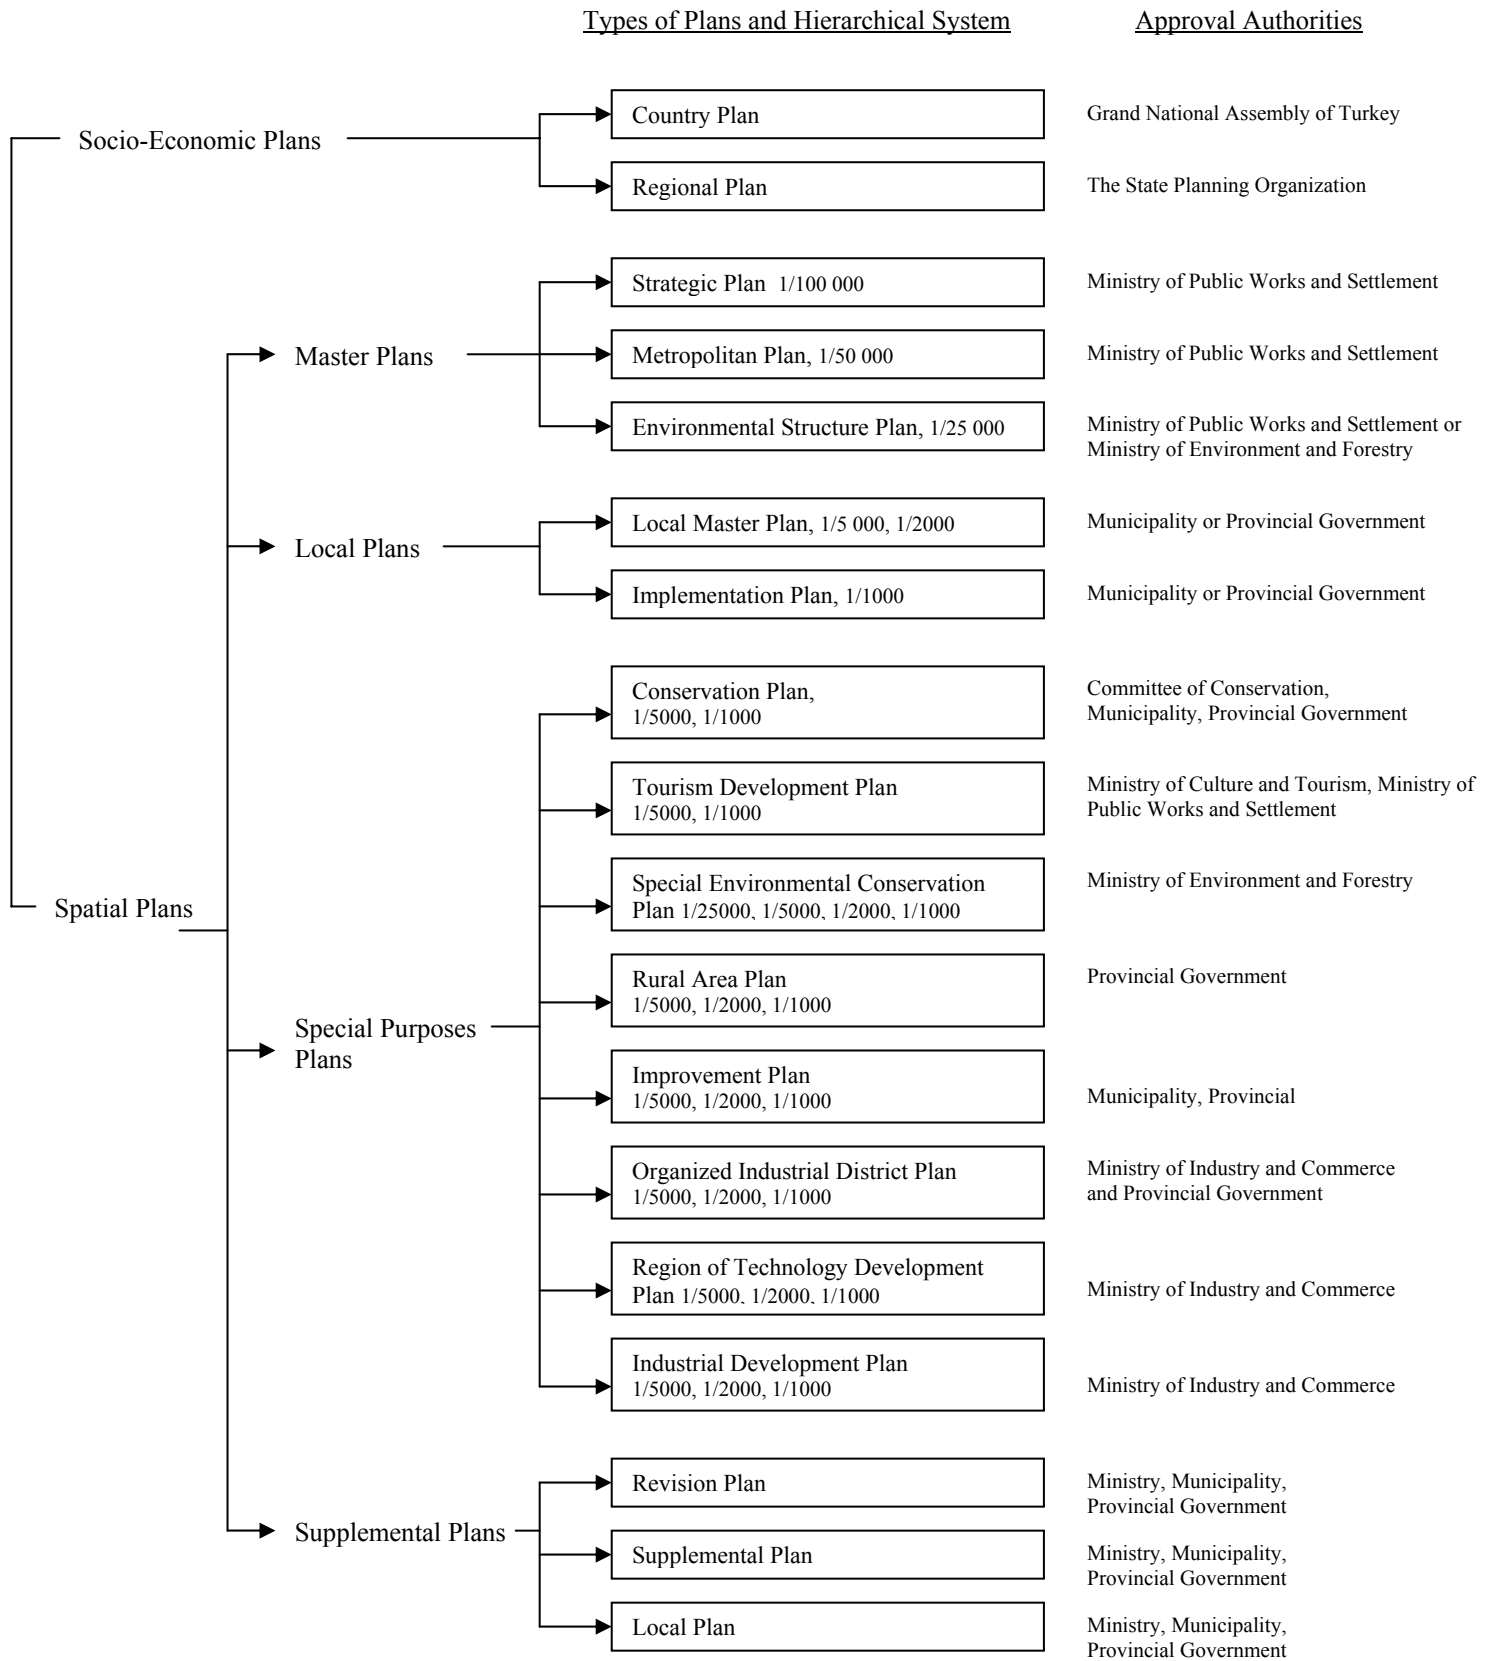 Types of Plans and Hierarchical System
Approval Authorities
Socio-Economic Plans
Country Plan
Grand National Assembly of Turkey
Regional Plan
The State Planning Organization
Master Plans
Strategic Plan 1/100 000
Ministry of Public Works and Settlement
Metropolitan Plan, 1/50 000
Ministry of Public Works and Settlement
Environmental Structure Plan, 1/25 000
Ministry of Public Works and Settlement or
Ministry of Environment and Forestry
Local Plans
Local Master Plan, 1/5 000, 1/2000
Municipality or Provincial Government
Implementation Plan, 1/1000
Municipality or Provincial Government
Spatial Plans
Special Purposes
Plans
Conservation Plan,
1/5000, 1/1000
Committee of Conservation,
Municipality, Provincial Government
Tourism Development Plan
1/5000, 1/1000
Ministry of Culture and Tourism, Ministry of
Public Works and Settlement
Special Environmental Conservation
Plan 1/25000, 1/5000, 1/2000, 1/1000
Ministry of Environment and Forestry
Rural Area Plan
1/5000, 1/2000, 1/1000
Provincial Government
Improvement Plan
1/5000, 1/2000, 1/1000
Municipality, Provincial
Organized Industrial District Plan
1/5000, 1/2000, 1/1000
Ministry of Industry and Commerce
and Provincial Government
Region of Technology Development
Plan 1/5000, 1/2000, 1/1000
Ministry of Industry and Commerce
Industrial Development Plan
1/5000, 1/2000, 1/1000
Ministry of Industry and Commerce
Supplemental Plans
Revision Plan
Ministry, Municipality,
Provincial Government
Supplemental Plan
Ministry, Municipality,
Provincial Government
Local Plan
Ministry, Municipality,
Provincial Government